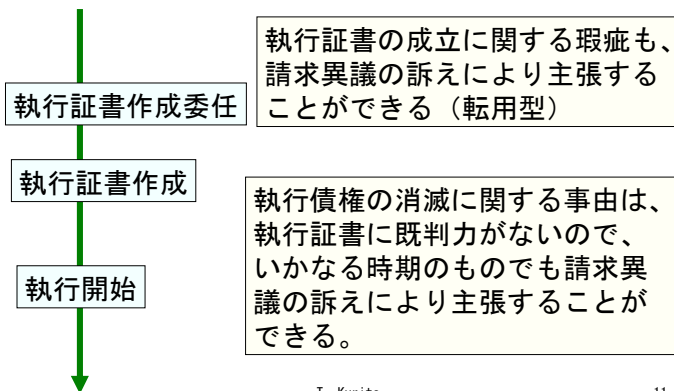 執行証書の成立に関する瑕疵も、
請求異議の訴えにより主張する
ことができる（転用型）
執行証書作成委任
執行証書作成
執行債権の消滅に関する事由は、
執行証書に既判力がないので、
いかなる時期のものでも請求異
議の訴えにより主張することが
できる。
執行開始
11